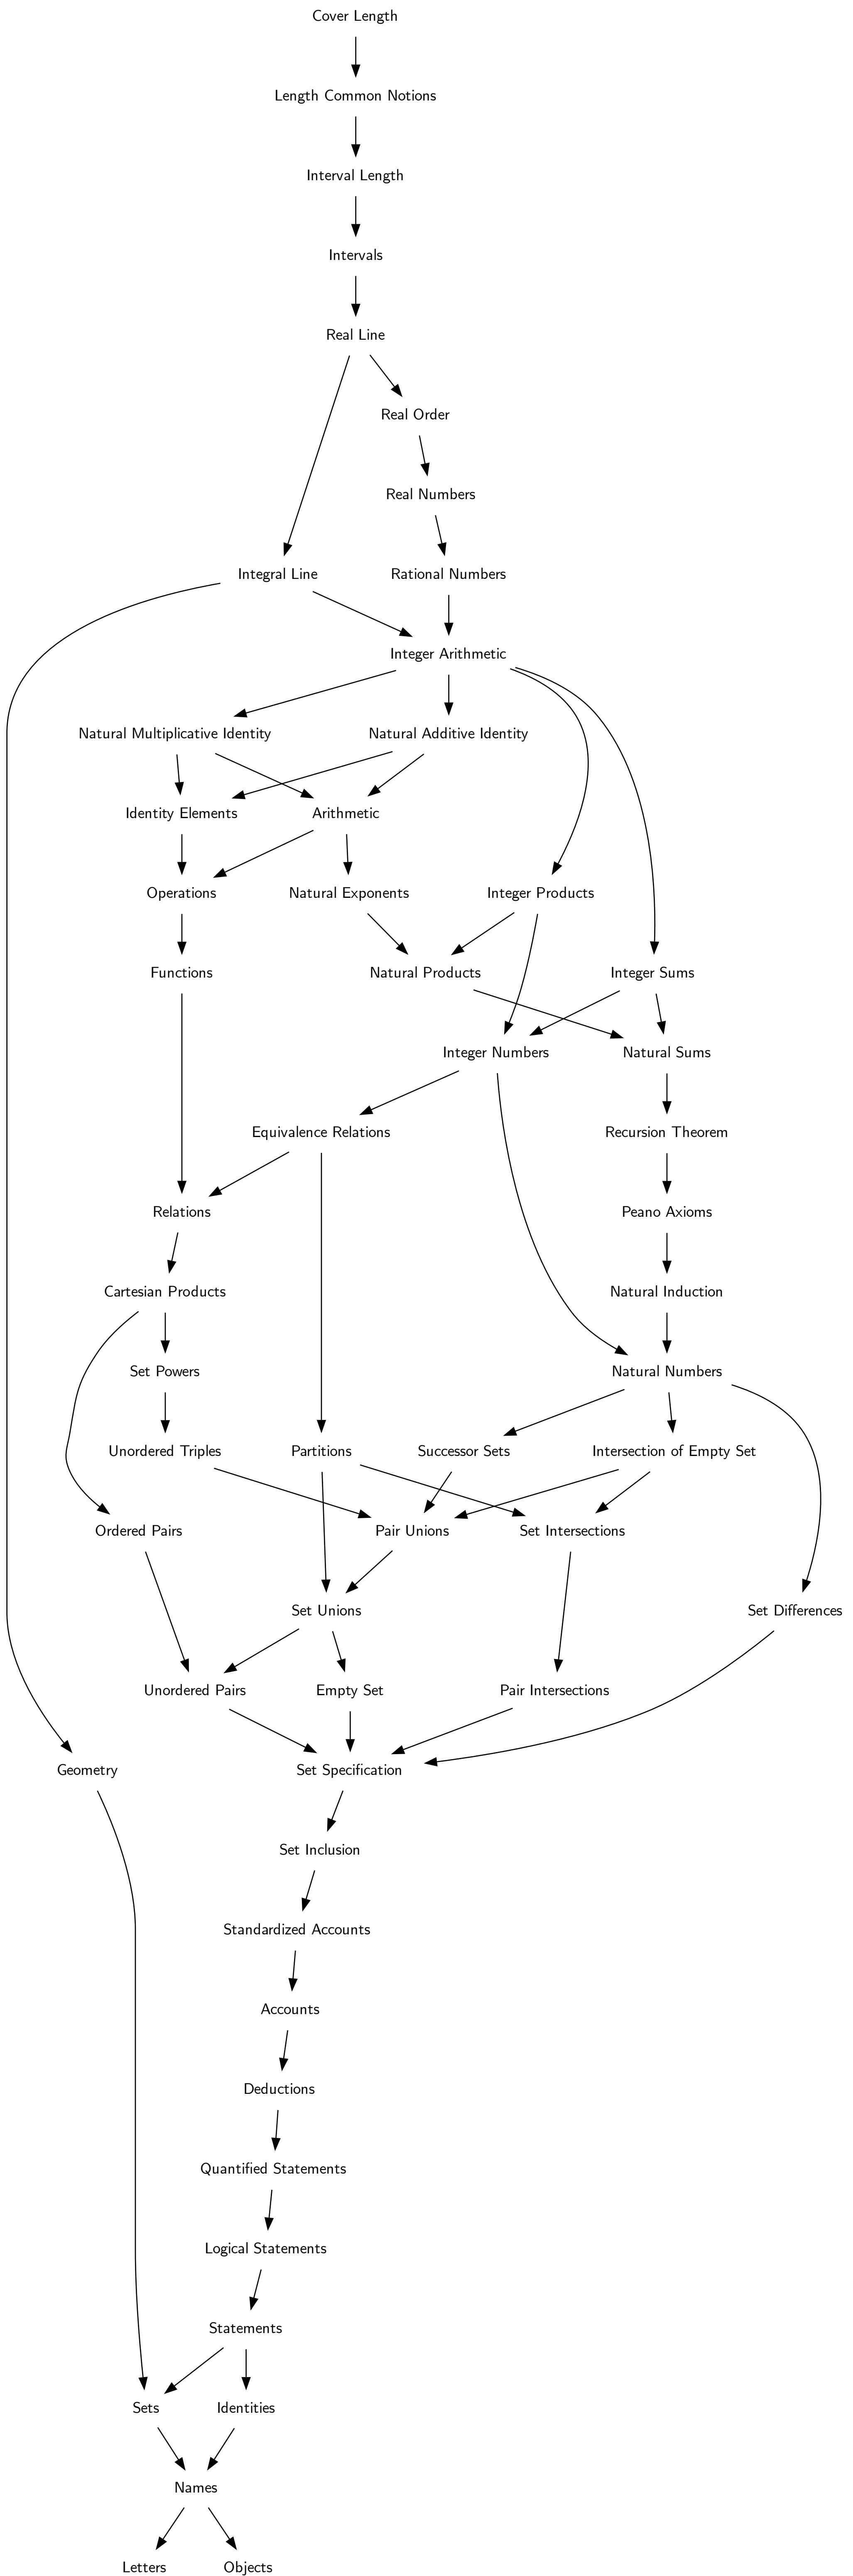 Cover Length
Length Common Notions
Interval Length
Intervals
Real Line
Real Order
Real Numbers
Integral Line
Rational Numbers
Integer Arithmetic
Natural Multiplicative Identity
Natural Additive Identity
Identity Elements
Arithmetic
Operations
Natural Exponents
Integer Products
Functions
Natural Products
Integer Sums
Integer Numbers
Natural Sums
Equivalence Relations
Recursion Theorem
Relations
Peano Axioms
Cartesian Products
Natural Induction
Set Powers
Natural Numbers
Unordered Triples
Partitions
Successor Sets
Intersection of Empty Set
Ordered Pairs
Pair Unions
Set Intersections
Set Unions
Set Differences
Unordered Pairs
Empty Set
Pair Intersections
Geometry
Set Specification
Set Inclusion
Standardized Accounts
Accounts
Deductions
Quantified Statements
Logical Statements
Statements
Sets
Identities
Names
Letters
Objects